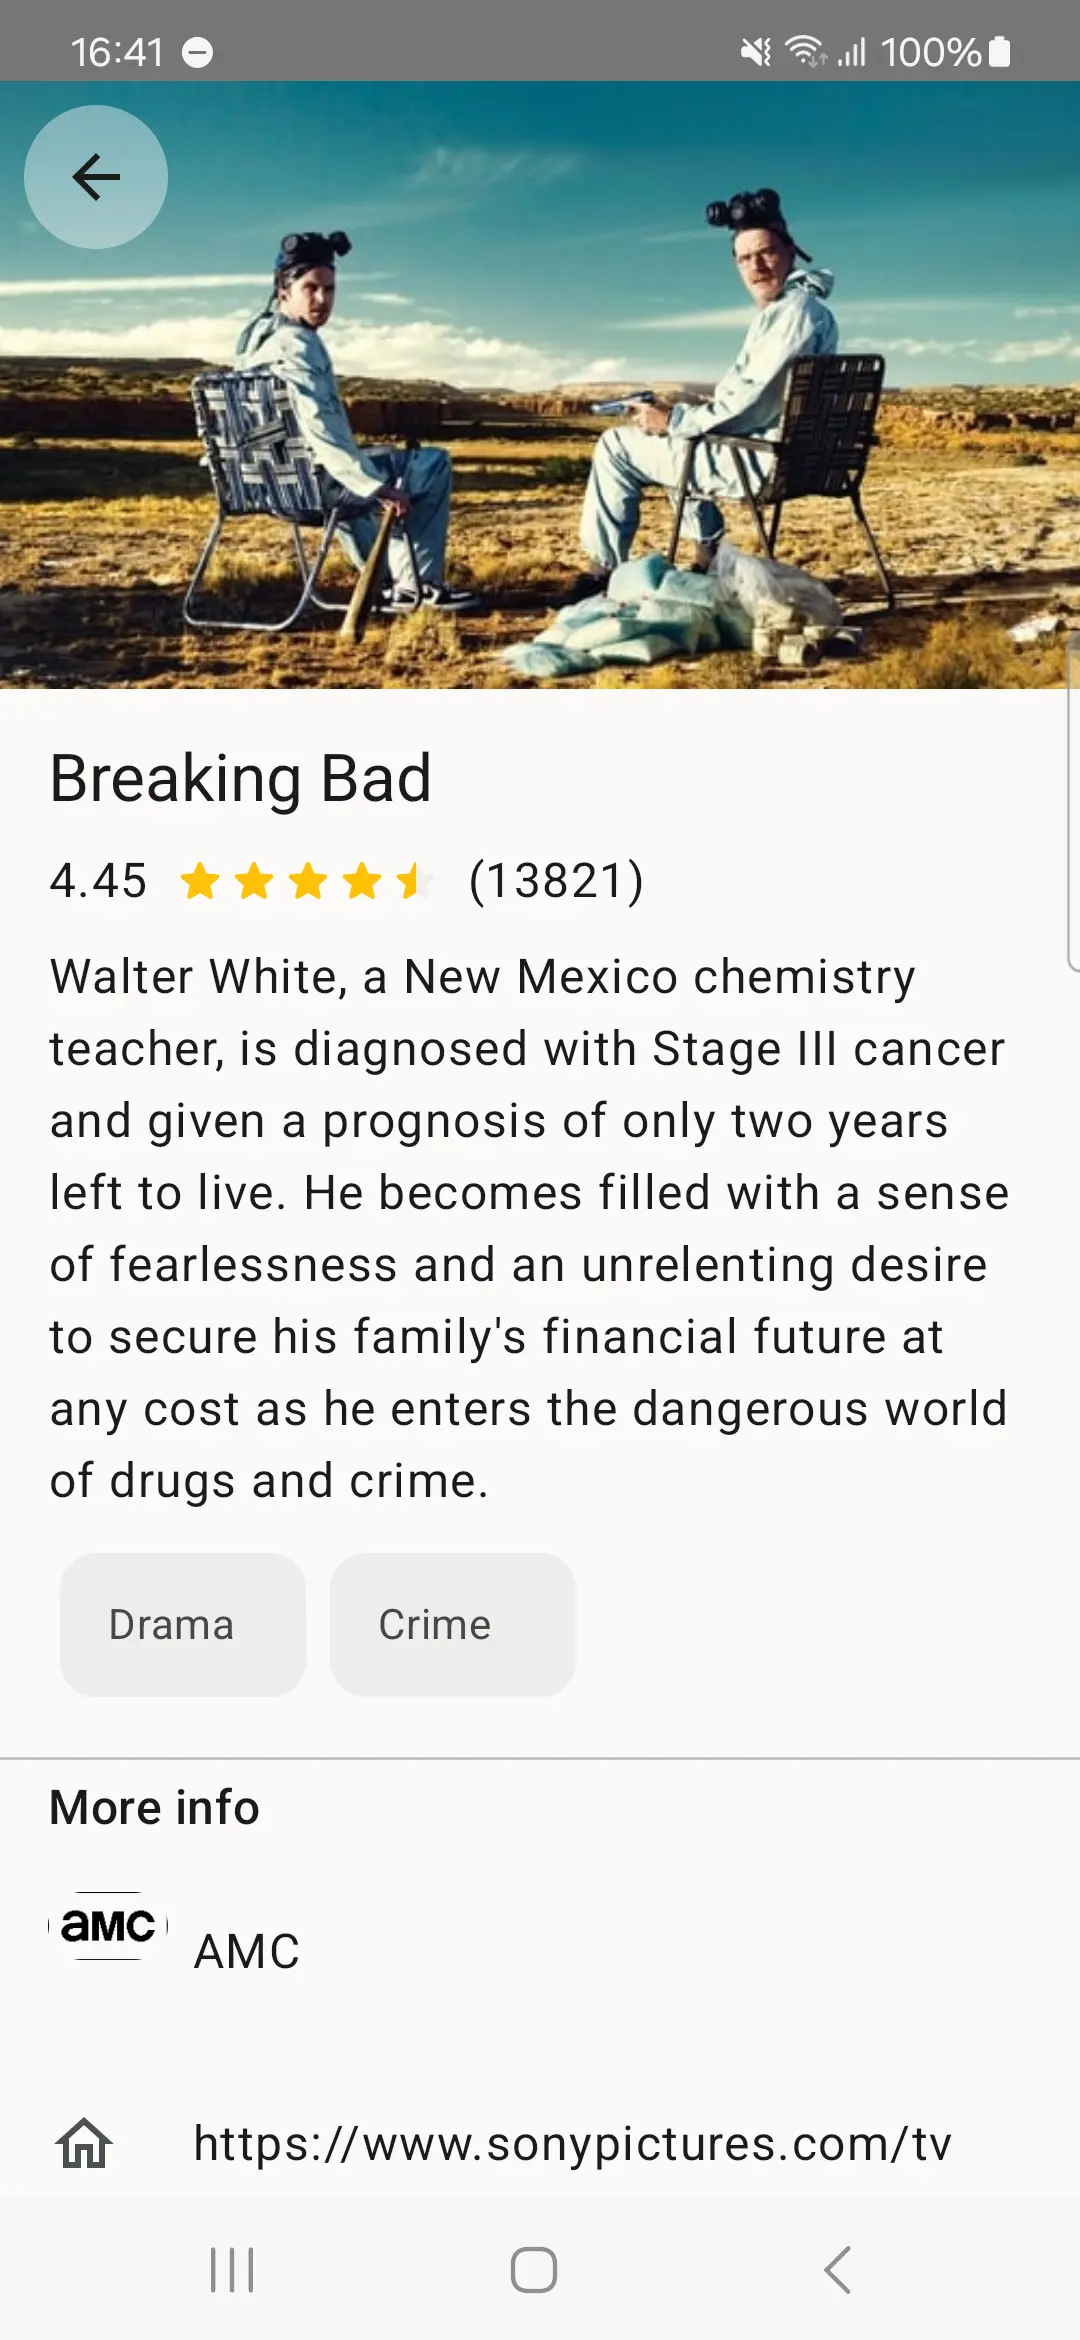 16:41 100%
Breaking Bad
4.45 (13821)
Walter White, a New Mexico chemistry
teacher, is diagnosed with Stage III cancer
and given a prognosis of only two years
left to live. He becomes filled with a sense
of fearlessness and an unrelenting desire
to secure his family's financial future at
any cost as he enters the dangerous world
of drugs and crime.
Drama Crime
More info
aMC AMC
https://www.sonypictures.com/tv